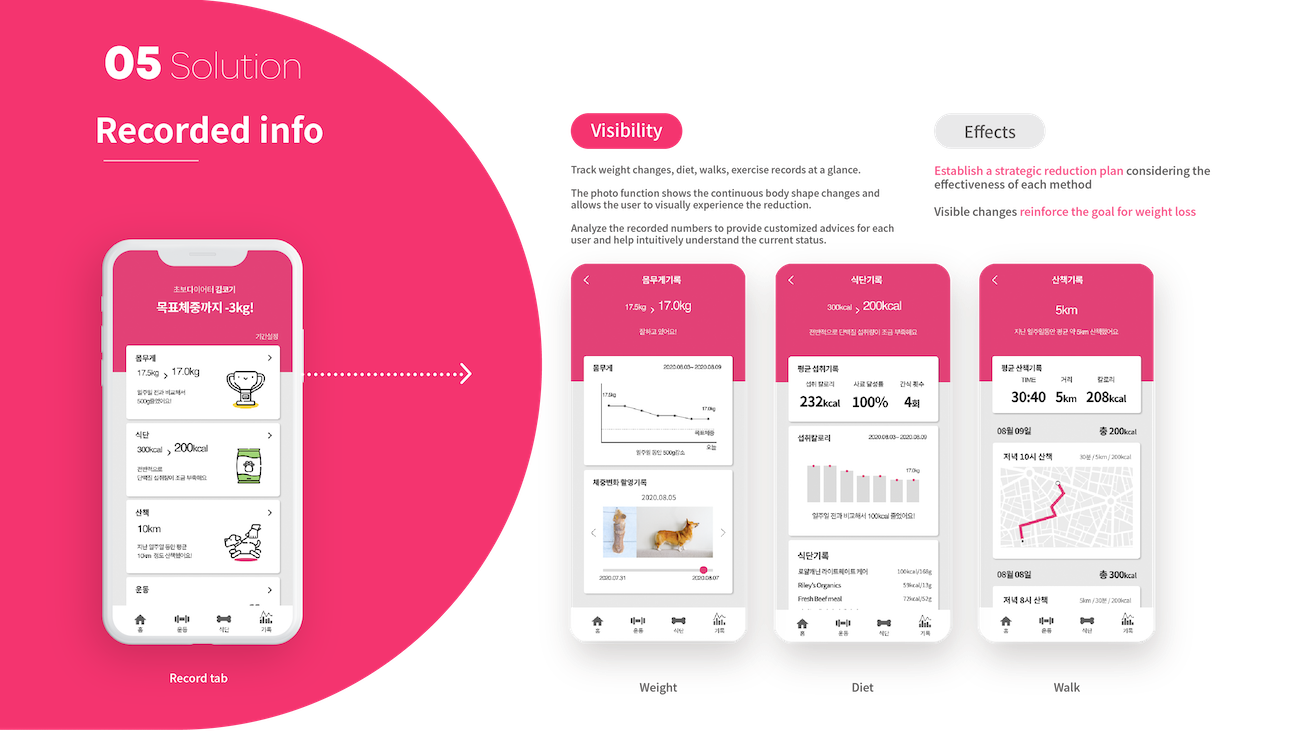 05 Solution
Recorded info
초보다이어터 김코기
목표체중까지 -3kg!
기간설정
몸무게
17.5kg > 17.0kg
일주일 전과 비교해서
500g줄었어요!
식단
300kcal > 200kcal
전반적으로
단백질 섭취량이 조금 부족해요
산책
10km
지난 일주일 동안 평균
10km 정도 산책했어요!
운동
홈
운동
식단
기록
Record tab
Visibility
Track weight changes, diet, walks, exercise records at a glance.
The photo function shows the continuous body shape changes and
allows the user to visually experience the reduction.
Analyze the recorded numbers to provide customized advices for each
user and help intuitively understand the current status.
Effects
Establish a strategic reduction plan considering the
effectiveness of each method
Visible changes reinforce the goal for weight loss
몸무게기록
17.5kg > 17.0kg
잘하고 있어요!
몸무게
2020.08.03~ 2020.08.09
17.5kg
17.0kg
목표체중
오늘
일주일 동안 500g감소
체중변화 촬영기록
2020.08.05
2020.07.31
2020.08.07
홈
운동
식단
기록
Weight
식단기록
300kcal > 200kcal
전반적으로 단백질 섭취량이 조금 부족해요
평균 섭취기록
섭취 칼로리
사료 달성률
간식 횟수
232kcal
100%
4회
섭취칼로리
2020.08.03~ 2020.08.09
17.0kg
일주일 전과 비교해서 100kcal 줄었어요!
식단기록
로얄캐닌 라이트웨이트 케어
100kcal/168g
Riley's Organics
59kcal/13g
Fresh Beef meal
72kcal/52g
홈
운동
식단
기록
Diet
산책기록
5km
지난 일주일동안 평균 약 5km 산책했어요
평균 산책기록
TIME
거리
칼로리
30:40
5km
208kcal
08월 09일
총 200kcal
저녁 10시 산책
30분 / 5km / 200kcal
08월 08일
총 300kcal
저녁 8시 산책
5km / 30분 / 200kcal
홈
운동
식단
기록
Walk